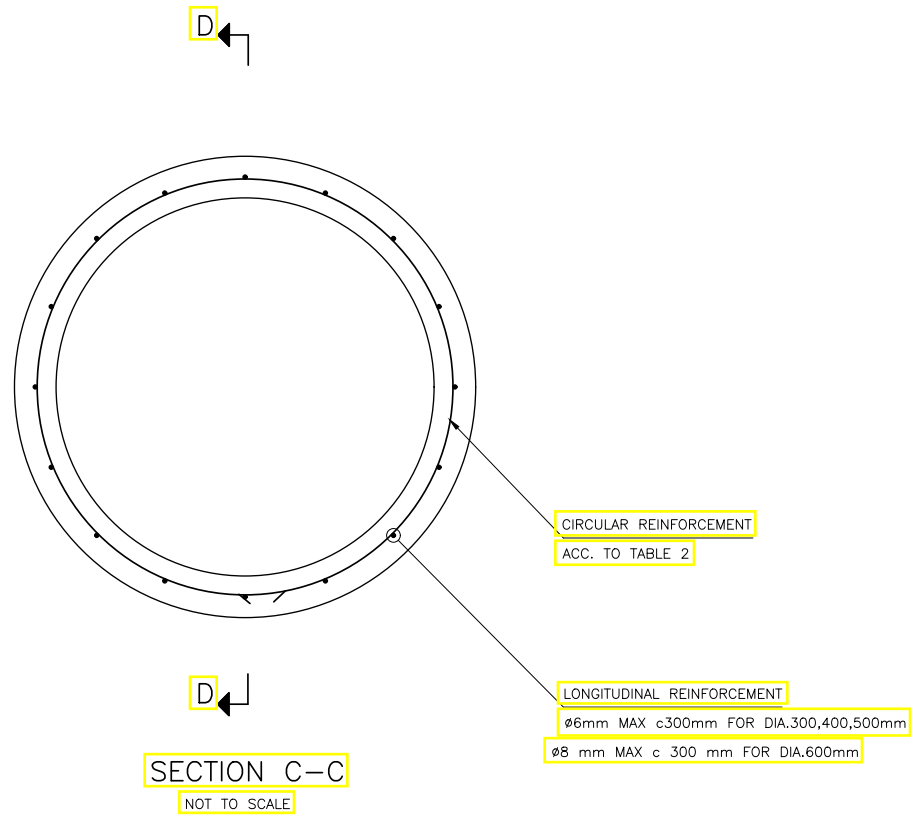 D
CIRCULAR REINFORCEMENT
ACC. TO TABLE 2
LONGITUDINAL REINFORCEMENT
ø6mm MAX c300mm FOR DIA.300,400,500mm
ø8 mm MAX c 300 mm FOR DIA.600mm
D
SECTION C-C
NOT TO SCALE